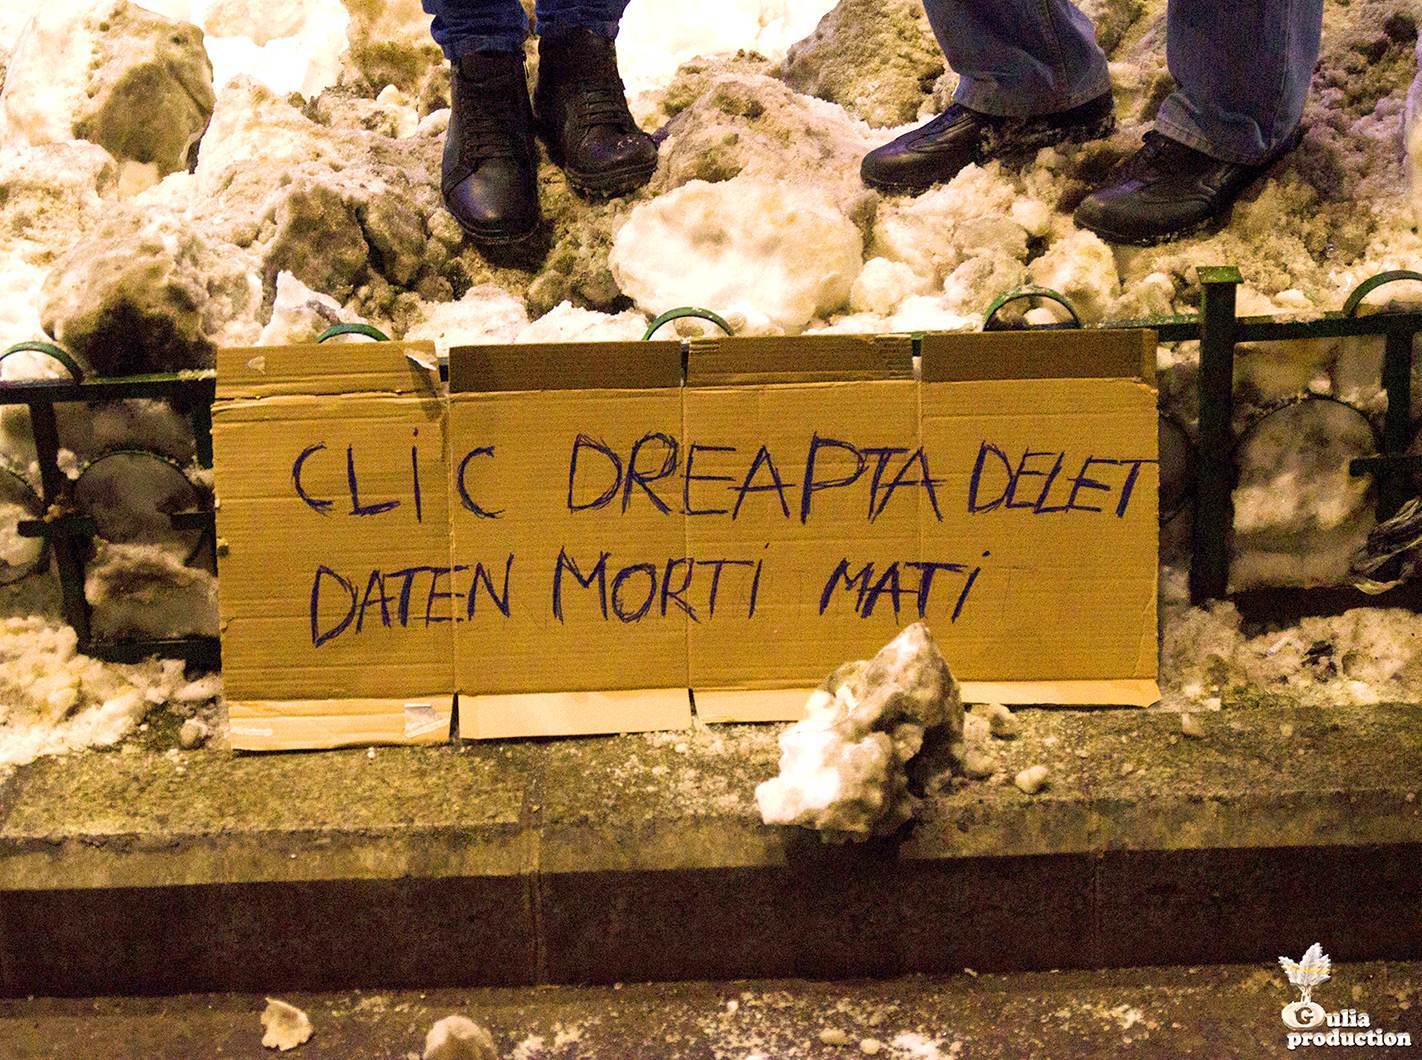 CLiC DREAPTA DELET
DATEN MORTi MATi
Gulia
production